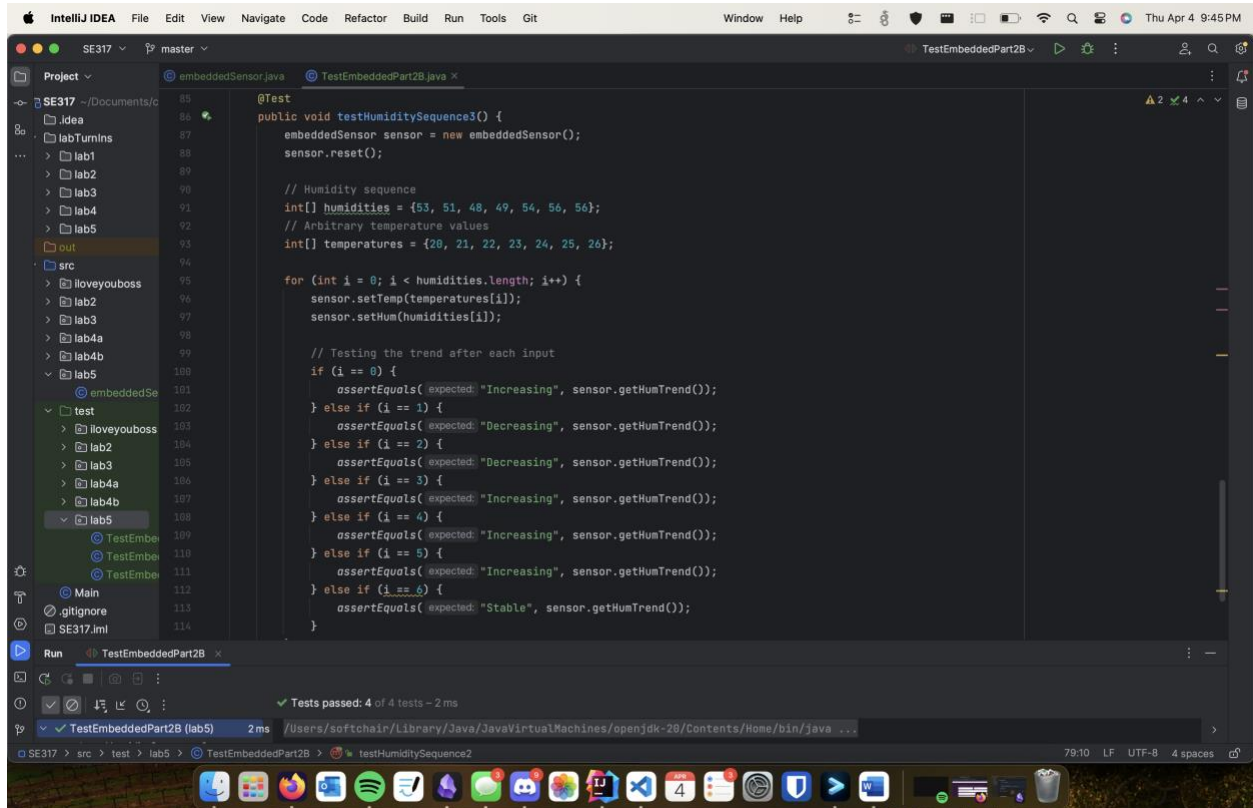 IntelliJ IDEA File Edit View Navigate Code Refactor Build Run Tools Git Window Help Thu Apr 4 9:45 PM
SE317 master TestEmbeddedPart2B
Project embeddedSensor.java TestEmbeddedPart2B.java
SE317 ~/Documents/c
.idea
labTurnIns
lab1
lab2
lab3
lab4
lab5
out
src
iloveyouboss
lab2
lab3
lab4a
lab4b
lab5
embeddedSe
test
iloveyouboss
lab2
lab3
lab4a
lab4b
lab5
TestEmbe
TestEmbe
TestEmbe
Main
.gitignore
SE317.iml
2 4
85 @Test
86 public void testHumiditySequence3() {
87 embeddedSensor sensor = new embeddedSensor();
88 sensor.reset();
89
90 // Humidity sequence
91 int[] humidities = {53, 51, 48, 49, 54, 56, 56};
92 // Arbitrary temperature values
93 int[] temperatures = {20, 21, 22, 23, 24, 25, 26};
94
95 for (int i = 0; i < humidities.length; i++) {
96 sensor.setTemp(temperatures[i]);
97 sensor.setHum(humidities[i]);
98
99 // Testing the trend after each input
100 if (i == 0) {
101 assertEquals( expected: "Increasing", sensor.getHumTrend());
102 } else if (i == 1) {
103 assertEquals( expected: "Decreasing", sensor.getHumTrend());
104 } else if (i == 2) {
105 assertEquals( expected: "Decreasing", sensor.getHumTrend());
106 } else if (i == 3) {
107 assertEquals( expected: "Increasing", sensor.getHumTrend());
108 } else if (i == 4) {
109 assertEquals( expected: "Increasing", sensor.getHumTrend());
110 } else if (i == 5) {
111 assertEquals( expected: "Increasing", sensor.getHumTrend());
112 } else if (i == 6) {
113 assertEquals( expected: "Stable", sensor.getHumTrend());
114 }
Run TestEmbeddedPart2B
Tests passed: 4 of 4 tests – 2 ms
TestEmbeddedPart2B (lab5) 2 ms /Users/softchair/Library/Java/JavaVirtualMachines/openjdk-20/Contents/Home/bin/java ...
SE317 > src > test > lab5 > TestEmbeddedPart2B > testHumiditySequence2 79:10 LF UTF-8 4 spaces
APR
4